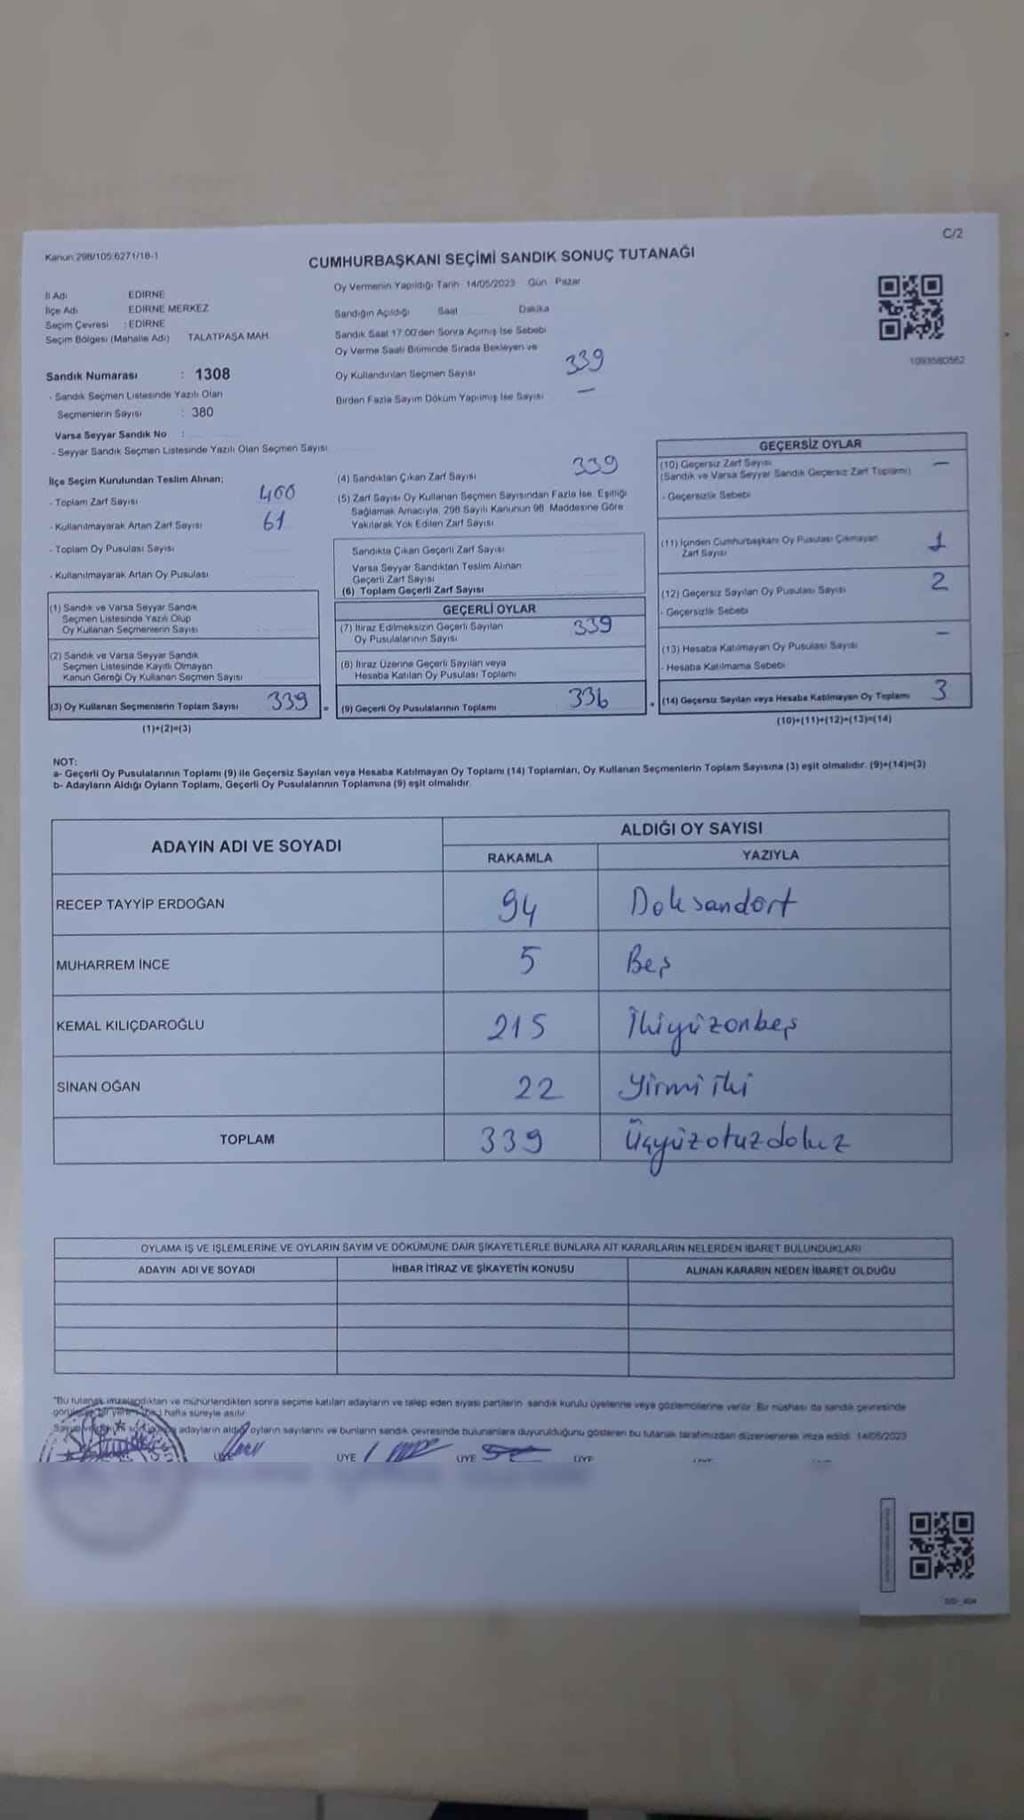 C/2
Kanun 298/105 6271/18-1
CUMHURBAŞKANI SEÇİMİ SANDIK SONUÇ TUTANAĞI
İl Adı EDİRNE
İlçe Adı EDİRNE MERKEZ
Seçim Çevresi : EDİRNE
Seçim Bölgesi (Mahalle Adı) TALATPAŞA MAH
Sandık Numarası : 1308
- Sandık Seçmen Listesinde Yazılı Olan
Seçmenlerin Sayısı : 380
Varsa Seyyar Sandık No :
- Seyyar Sandık Seçmen Listesinde Yazılı Olan Seçmen Sayısı
Oy Vermenin Yapıldığı Tarih 14/05/2023 Gün Pazar
Sandığın Açıldığı Saat Dakika
Sandık Saat 17:00'den Sonra Açılmış İse Sebebi
Oy Verme Saati Bitiminde Sırada Bekleyen ve
Oy Kullandırılan Seçmen Sayısı 339
Birden Fazla Sayım Döküm Yapılmış İse Sayısı —
1093580562
İlçe Seçim Kurulundan Teslim Alınan;
- Toplam Zarf Sayısı 400
- Kullanılmayarak Artan Zarf Sayısı 61
- Toplam Oy Pusulası Sayısı
- Kullanılmayarak Artan Oy Pusulası
(1) Sandık ve Varsa Seyyar Sandık
Seçmen Listesinde Yazılı Olup
Oy Kullanan Seçmenlerin Sayısı
(2) Sandık ve Varsa Seyyar Sandık
Seçmen Listesinde Kayıtlı Olmayan
Kanun Gereği Oy Kullanan Seçmen Sayısı
(3) Oy Kullanan Seçmenlerin Toplam Sayısı 339
(1)+(2)=(3)
(4) Sandıktan Çıkan Zarf Sayısı 339
(5) Zarf Sayısı Oy Kullanan Seçmen Sayısından Fazla İse, Eşitliği
Sağlamak Amacıyla, 298 Sayılı Kanunun 98. Maddesine Göre
Yakılarak Yok Edilen Zarf Sayısı
Sandıkta Çıkan Geçerli Zarf Sayısı
Varsa Seyyar Sandıktan Teslim Alınan
Geçerli Zarf Sayısı
(6) Toplam Geçerli Zarf Sayısı
GEÇERLİ OYLAR
(7) İtiraz Edilmeksizin Geçerli Sayılan
Oy Pusulalarının Sayısı 339
(8) İtiraz Üzerine Geçerli Sayılan veya
Hesaba Katılan Oy Pusulası Toplamı
(9) Geçerli Oy Pusulalarının Toplamı 336
GEÇERSİZ OYLAR
(10) Geçersiz Zarf Sayısı —
(Sandık ve Varsa Seyyar Sandık Geçersiz Zarf Toplamı)
- Geçersizlik Sebebi
(11) İçinden Cumhurbaşkanı Oy Pusulası Çıkmayan
Zarf Sayısı 1
(12) Geçersiz Sayılan Oy Pusulası Sayısı 2
- Geçersizlik Sebebi
(13) Hesaba Katılmayan Oy Pusulası Sayısı —
- Hesaba Katılmama Sebebi
(14) Geçersiz Sayılan veya Hesaba Katılmayan Oy Toplamı 3
(10)+(11)+(12)+(13)=(14)
NOT:
a- Geçerli Oy Pusulalarının Toplamı (9) ile Geçersiz Sayılan veya Hesaba Katılmayan Oy Toplamı (14) Toplamları, Oy Kullanan Seçmenlerin Toplam Sayısına (3) eşit olmalıdır. (9)+(14)=(3)
b- Adayların Aldığı Oyların Toplamı, Geçerli Oy Pusulalarının Toplamına (9) eşit olmalıdır.
ADAYIN ADI VE SOYADI ALDIĞI OY SAYISI
RAKAMLA YAZIYLA
RECEP TAYYİP ERDOĞAN 94 Doksandört
MUHARREM İNCE 5 Beş
KEMAL KILIÇDAROĞLU 215 İkiyüzonbeş
SİNAN OĞAN 22 Yirmi iki
TOPLAM 339 Üçyüzotuzdokuz
OYLAMA İŞ VE İŞLEMLERİNE VE OYLARIN SAYIM VE DÖKÜMÜNE DAİR ŞİKAYETLERLE BUNLARA AİT KARARLARIN NELERDEN İBARET BULUNDUKLARI
ADAYIN ADI VE SOYADI İHBAR İTİRAZ VE ŞİKAYETİN KONUSU ALINAN KARARIN NEDEN İBARET OLDUĞU
"Bu tutanak imzalandıktan ve mühürlendikten sonra seçime katılan adayların ve talep eden siyasi partilerin sandık kurulu üyelerine veya gözlemcilerine verilir. Bir nüshası da sandık çevresinde
hafta süreyle asılır.
adayların aldığı oyların sayılarını ve bunların sandık çevresinde bulunanlara duyurulduğunu gösteren bu tutanak tarafımızdan düzenlenerek imza edildi. 14/05/2023
ÜYE ÜYE ÜYE